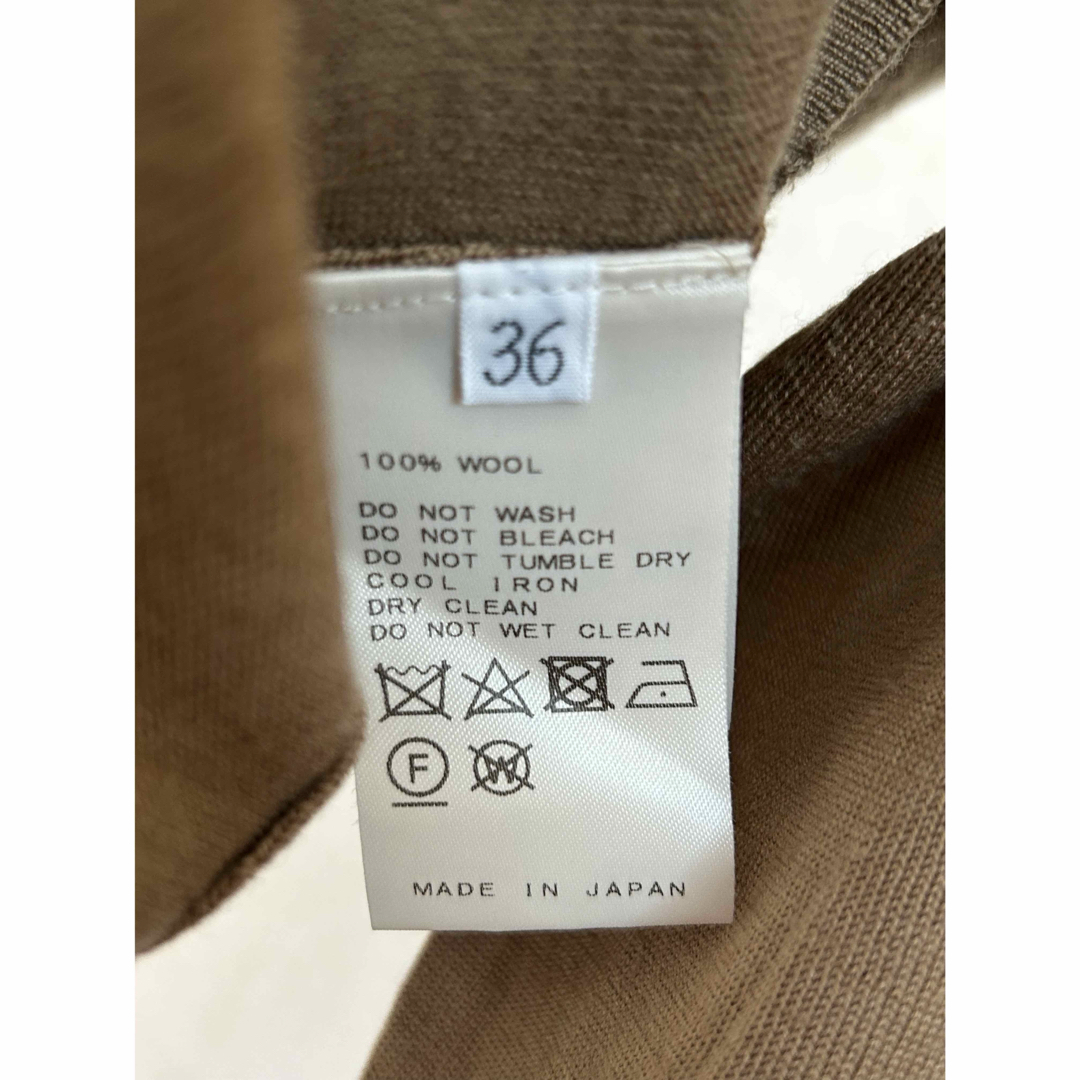 36
100% WOOL
DO NOT WASH
DO NOT BLEACH
DO NOT TUMBLE DRY
COOL IRON
DRY CLEAN
DO NOT WET CLEAN
F W
MADE IN JAPAN